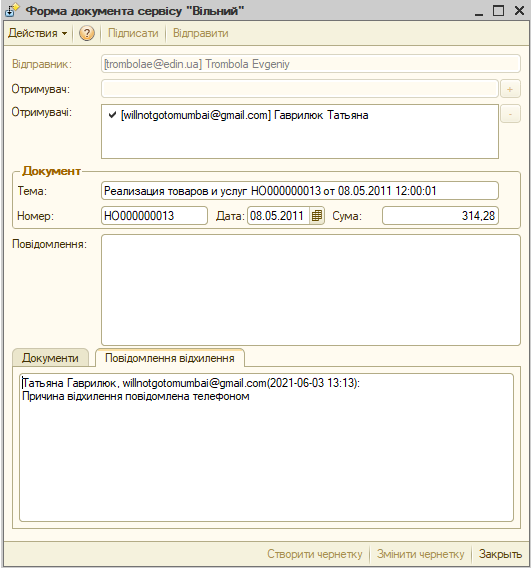 Форма документа сервісу "Вільний"
Действия ? Підписати Відправити
Відправник: [trombolae@edin.ua] Trombola Evgeniy
Отримувач: +
Отримувачі: [willnotgotomumbai@gmail.com] Гаврилюк Татьяна -
Документ
Тема: Реализация товаров и услуг НО000000013 от 08.05.2011 12:00:01
Номер: НО000000013 Дата: 08.05.2011 Сума: 314,28
Повідомлення:
Документи Повідомлення відхилення
Татьяна Гаврилюк, willnotgotomumbai@gmail.com(2021-06-03 13:13):
Причина відхилення повідомлена телефоном
Створити чернетку Змінити чернетку Закрыть